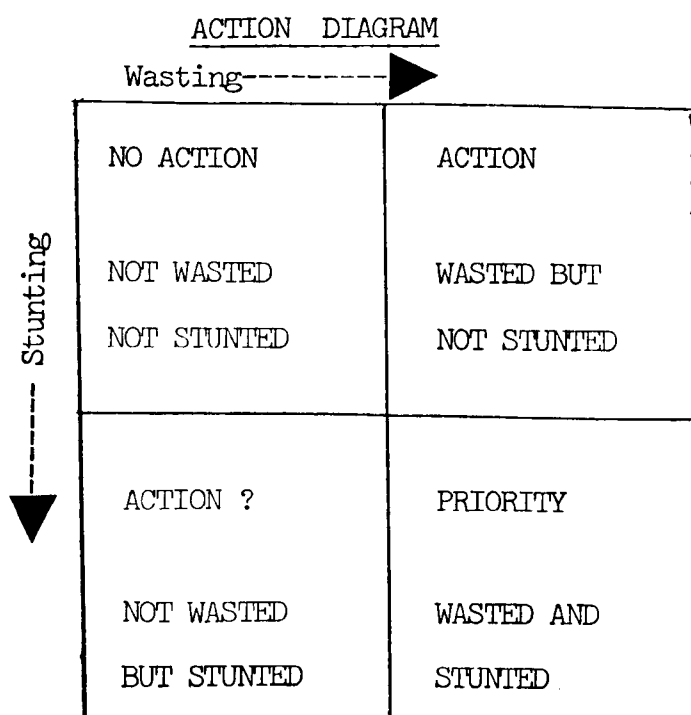 ACTION DIAGRAM
Wasting
Stunting
NO ACTION
NOT WASTED
NOT STUNTED
ACTION
WASTED BUT
NOT STUNTED
ACTION ?
NOT WASTED
BUT STUNTED
PRIORITY
WASTED AND
STUNTED